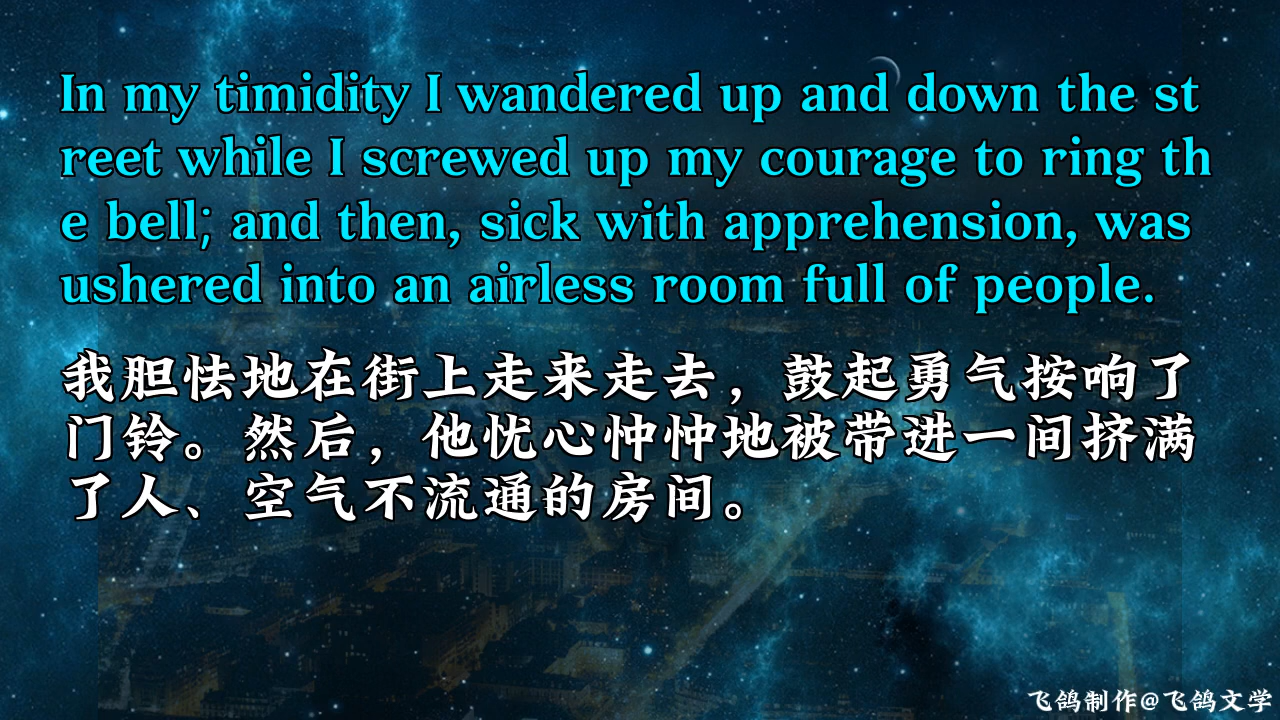 In my timidity I wandered up and down the st
reet while I screwed up my courage to ring th
e bell; and then, sick with apprehension, was
ushered into an airless room full of people.
我胆怯地在街上走来走去，鼓起勇气按响了
门铃。然后，他忧心忡忡地被带进一间挤满
了人、空气不流通的房间。
飞鸽制作@飞鸽文学